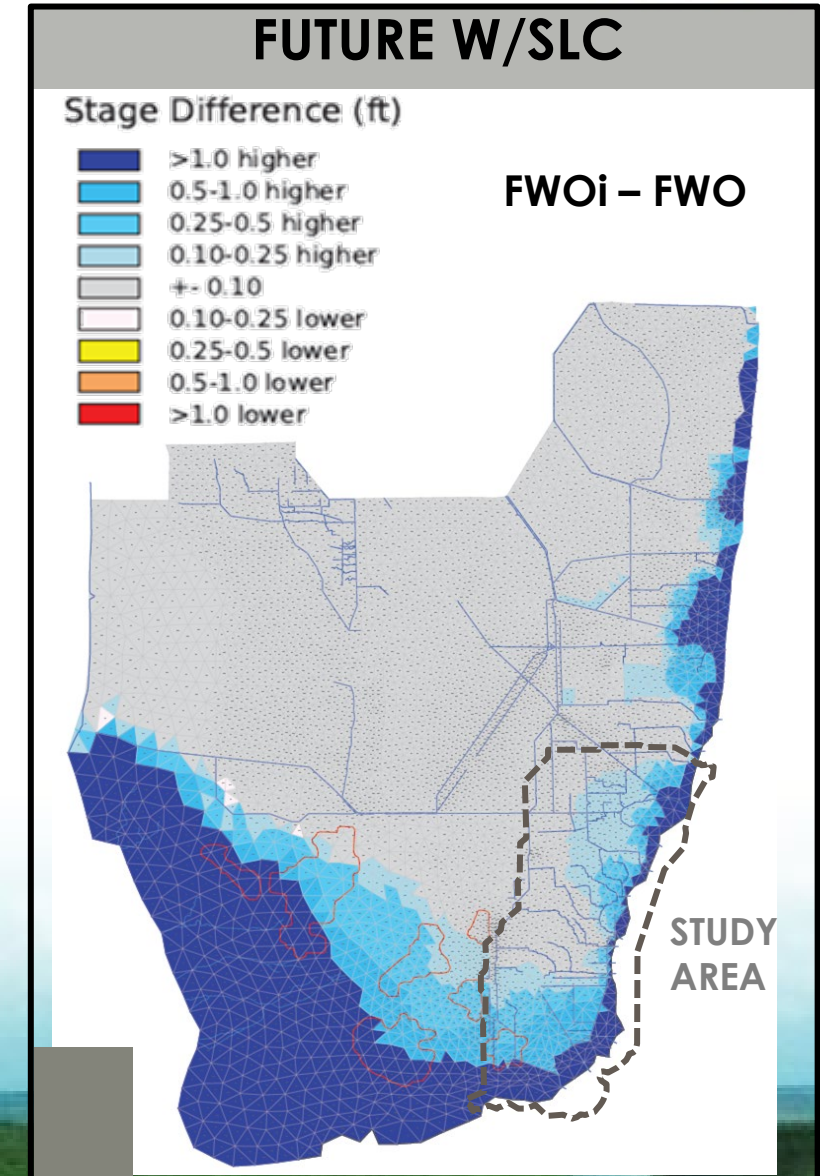 FUTURE W/SLC
Stage Difference (ft)
>1.0 higher
0.5-1.0 higher
0.25-0.5 higher
0.10-0.25 higher
+- 0.10
0.10-0.25 lower
0.25-0.5 lower
0.5-1.0 lower
>1.0 lower
FWOi – FWO
STUDY
AREA